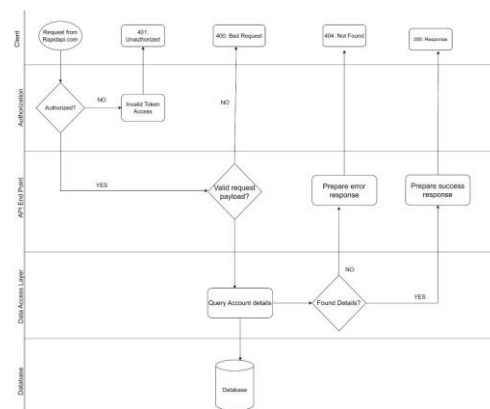 Client
Request from
Rapidapi.com
401:
Unauthorized
400: Bad Request
404: Not Found
200: Response
Authorization
Authorized?
NO
Invalid Token
Access
NO
API End Point
YES
Valid request
payload?
Prepare error
response
Prepare success
response
Data Access Layer
NO
Query Account details
Found Details?
YES
Database
Database